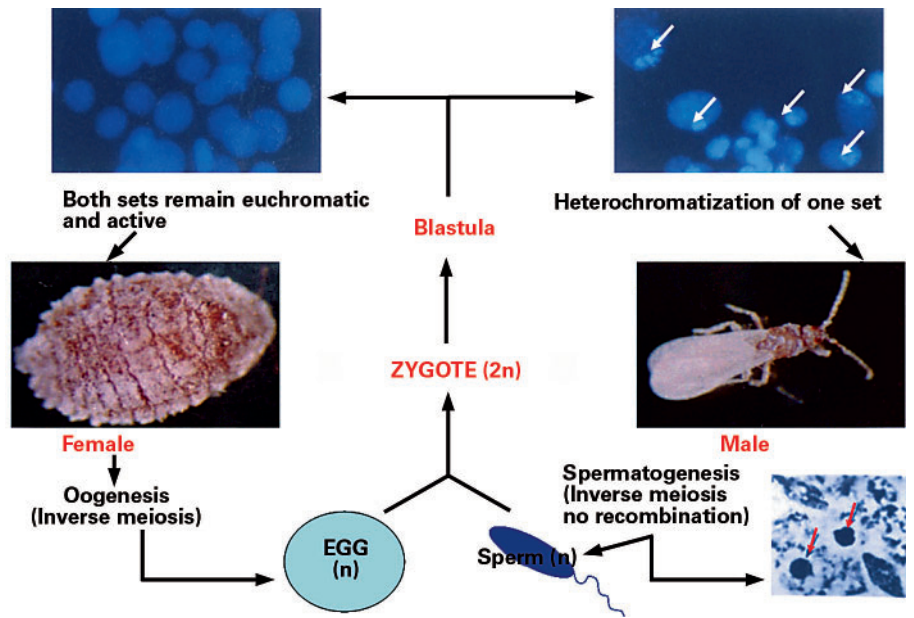 Both sets remain euchromatic
and active
Heterochromatization of one set
Blastula
ZYGOTE (2n)
Female
Male
Oogenesis
(Inverse meiosis)
Spermatogenesis
(Inverse meiosis
no recombination)
EGG
(n)
Sperm (n)